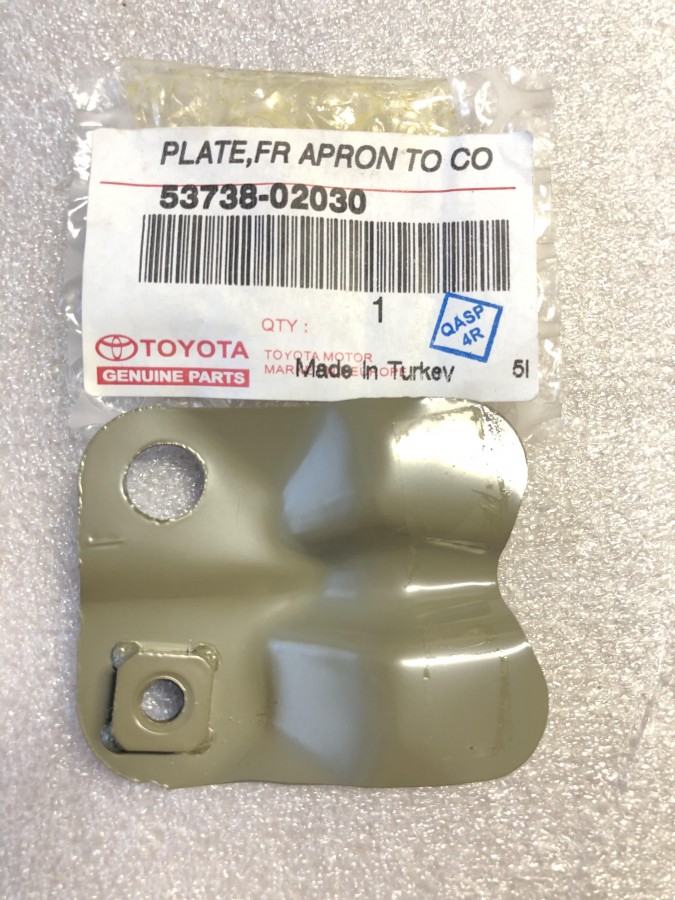 PLATE,FR APRON TO CO
53738-02030
1
QTY :
QASP
4R
TOYOTA
GENUINE PARTS
TOYOTA MOTOR
Made in Turkey
5I